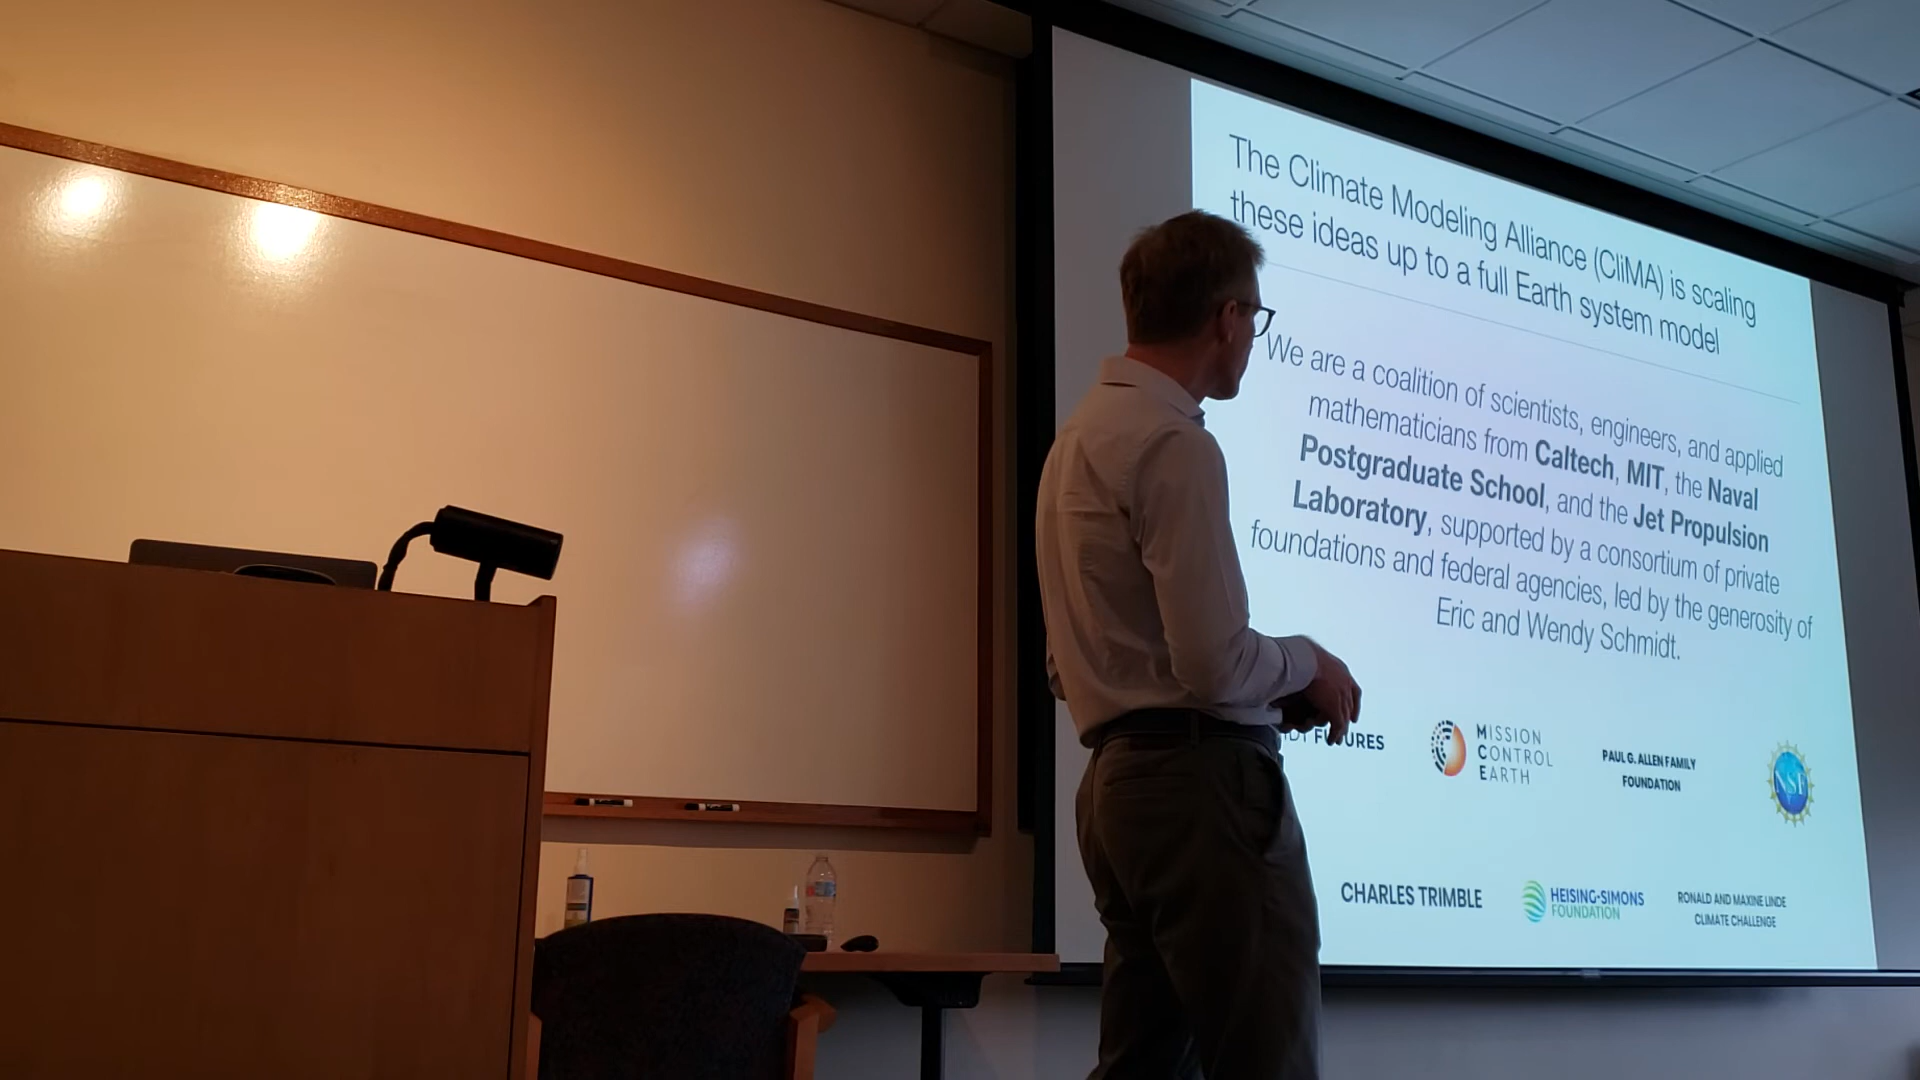 The Climate Modeling Alliance (CliMA) is scaling
these ideas up to a full Earth system model
We are a coalition of scientists, engineers, and applied
mathematicians from Caltech, MIT, the Naval
Postgraduate School, and the Jet Propulsion
Laboratory, supported by a consortium of private
foundations and federal agencies, led by the generosity of
Eric and Wendy Schmidt.
MISSION
CONTROL
EARTH
PAUL G. ALLEN FAMILY
FOUNDATION
NSF
CHARLES TRIMBLE
HEISING-SIMONS
FOUNDATION
RONALD AND MAXINE LINDE
CLIMATE CHALLENGE